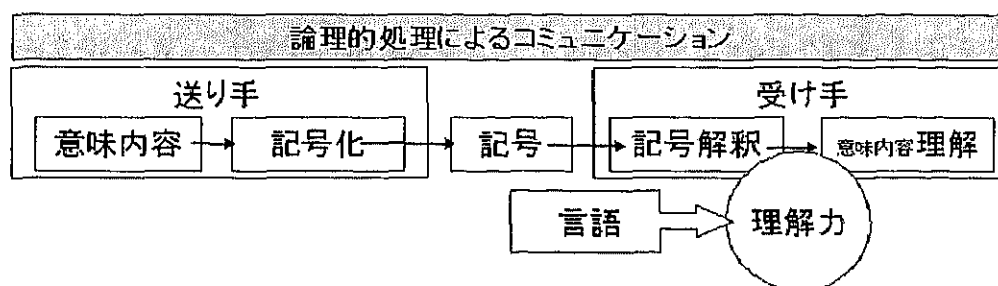 論理的処理によるコミュニケーション
送り手
受け手
意味内容
記号化
記号
記号解釈
意味内容理解
言語
理解力